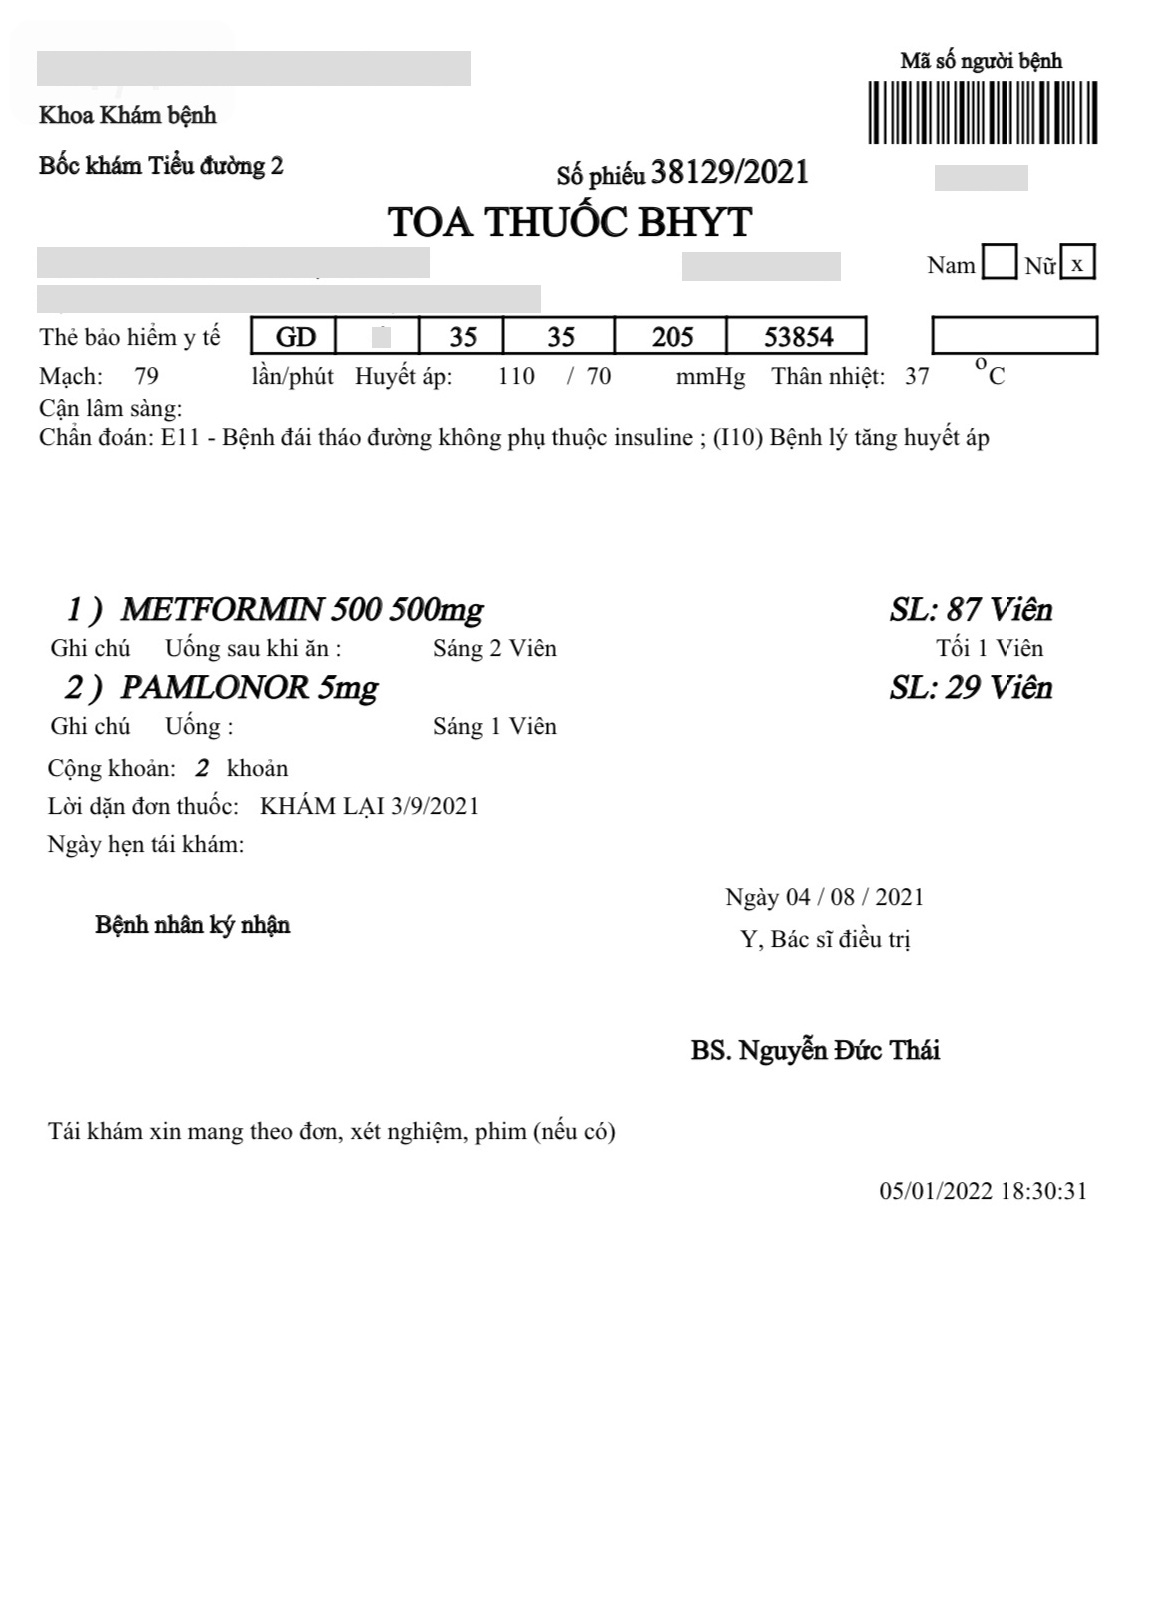 Mã số người bệnh
Khoa Khám bệnh
Bốc khám Tiểu đường 2
Số phiếu 38129/2021
TOA THUỐC BHYT
Nam Nữ x
Thẻ bảo hiểm y tế GD 35 35 205 53854
Mạch: 79 lần/phút Huyết áp: 110 / 70 mmHg Thân nhiệt: 37 °C
Cận lâm sàng:
Chẩn đoán: E11 - Bệnh đái tháo đường không phụ thuộc insuline ; (I10) Bệnh lý tăng huyết áp
1 ) METFORMIN 500 500mg SL: 87 Viên
Ghi chú Uống sau khi ăn : Sáng 2 Viên Tối 1 Viên
2 ) PAMLONOR 5mg SL: 29 Viên
Ghi chú Uống : Sáng 1 Viên
Cộng khoản: 2 khoản
Lời dặn đơn thuốc: KHÁM LẠI 3/9/2021
Ngày hẹn tái khám:
Ngày 04 / 08 / 2021
Bệnh nhân ký nhận
Y, Bác sĩ điều trị
BS. Nguyễn Đức Thái
Tái khám xin mang theo đơn, xét nghiệm, phim (nếu có)
05/01/2022 18:30:31